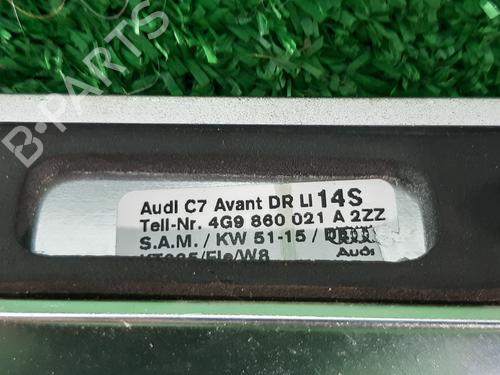 B-PARTS
Audi C7 Avant DR LI 14S
Teil-Nr. 4G9 860 021 A 2ZZ
S.A.M. / KW 51-15 /
Audi